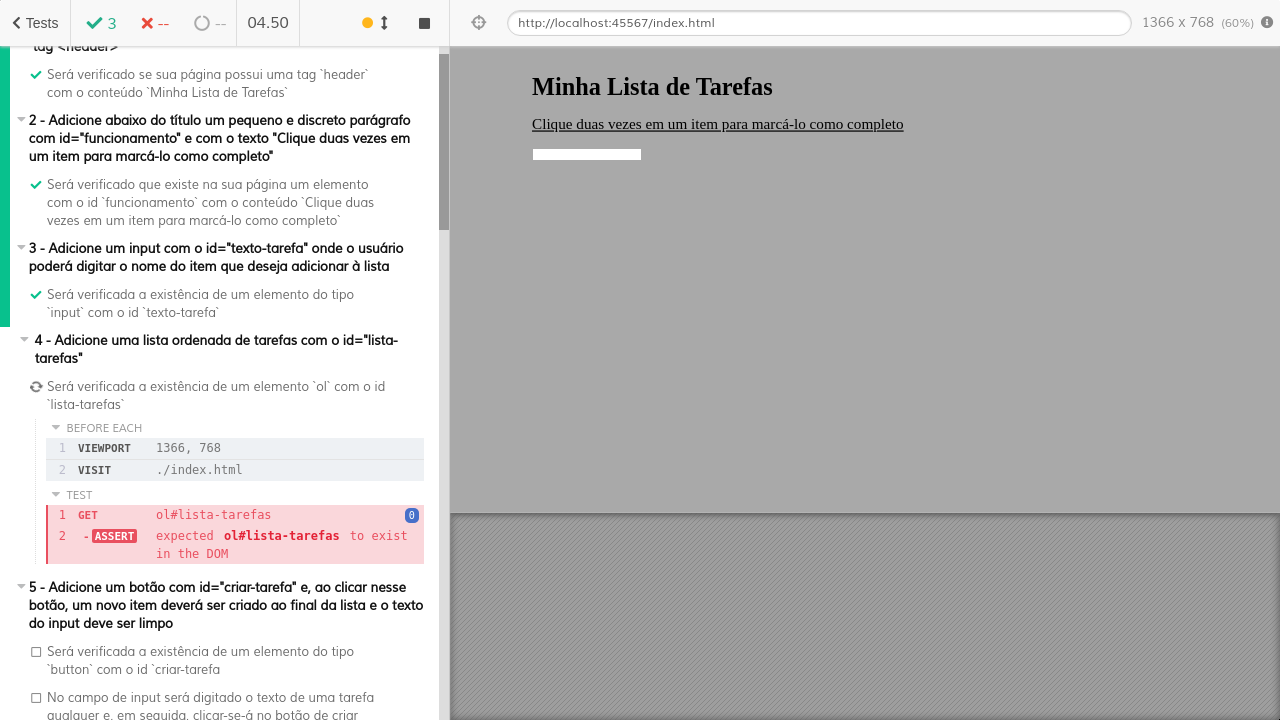 Tests
3
--
--
04.50
http://localhost:45567/index.html
1366 x 768 (60%)
tag <header>
Será verificado se sua página possui uma tag `header`
com o conteúdo `Minha Lista de Tarefas`
2 - Adicione abaixo do título um pequeno e discreto parágrafo
com id="funcionamento" e com o texto "Clique duas vezes em
um item para marcá-lo como completo"
Será verificado que existe na sua página um elemento
com o id `funcionamento` com o conteúdo `Clique duas
vezes em um item para marcá-lo como completo`
3 - Adicione um input com o id="texto-tarefa" onde o usuário
poderá digitar o nome do item que deseja adicionar à lista
Será verificada a existência de um elemento do tipo
`input` com o id `texto-tarefa`
4 - Adicione uma lista ordenada de tarefas com o id="lista-
tarefas"
Será verificada a existência de um elemento `ol` com o id
`lista-tarefas`
BEFORE EACH
1 VIEWPORT 1366, 768
2 VISIT ./index.html
TEST
1 GET ol#lista-tarefas 0
2 -ASSERT expected ol#lista-tarefas to exist
in the DOM
5 - Adicione um botão com id="criar-tarefa" e, ao clicar nesse
botão, um novo item deverá ser criado ao final da lista e o texto
do input deve ser limpo
Será verificada a existência de um elemento do tipo
`button` com o id `criar-tarefa
No campo de input será digitado o texto de uma tarefa
qualquer e, em seguida, clicar-se-á no botão de criar
Minha Lista de Tarefas
Clique duas vezes em um item para marcá-lo como completo